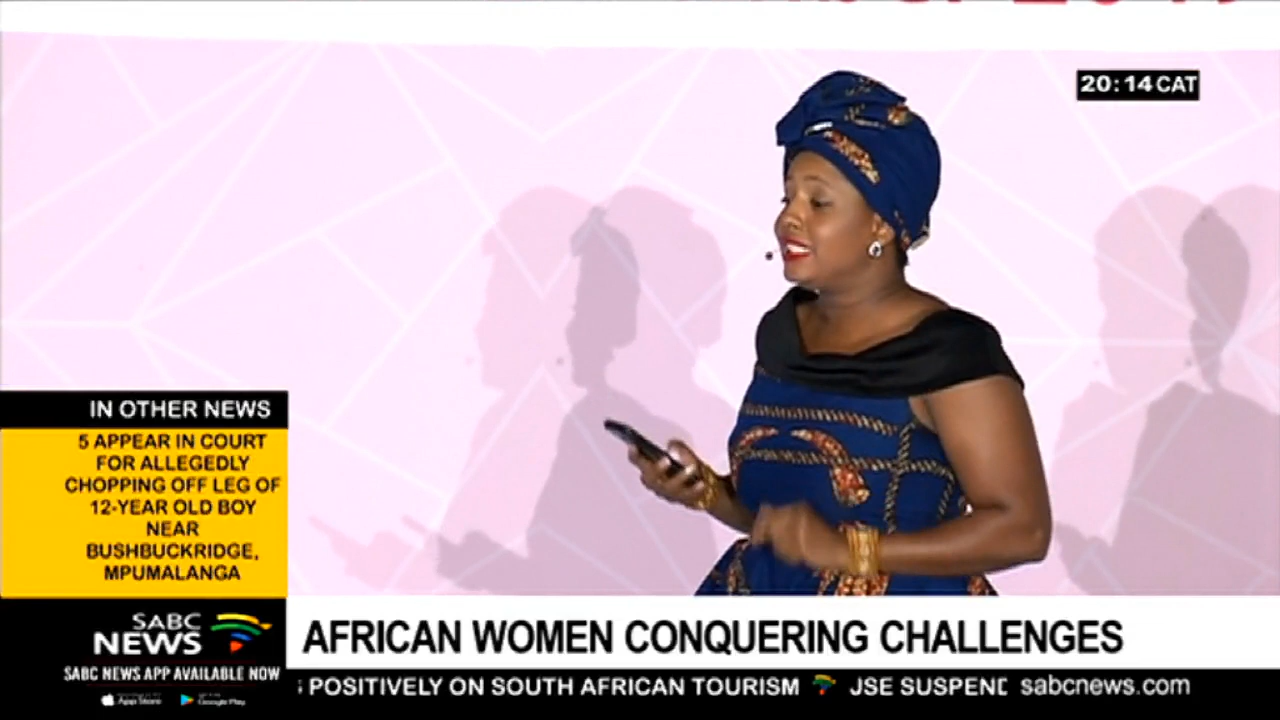 20:14 CAT
IN OTHER NEWS
5 APPEAR IN COURT
FOR ALLEGEDLY
CHOPPING OFF LEG OF
12-YEAR OLD BOY
NEAR
BUSHBUCKRIDGE,
MPUMALANGA
SABC
NEWS
SABC NEWS APP AVAILABLE NOW
App Store
Google Play
AFRICAN WOMEN CONQUERING CHALLENGES
POSITIVELY ON SOUTH AFRICAN TOURISM JSE SUSPEND sabcnews.com